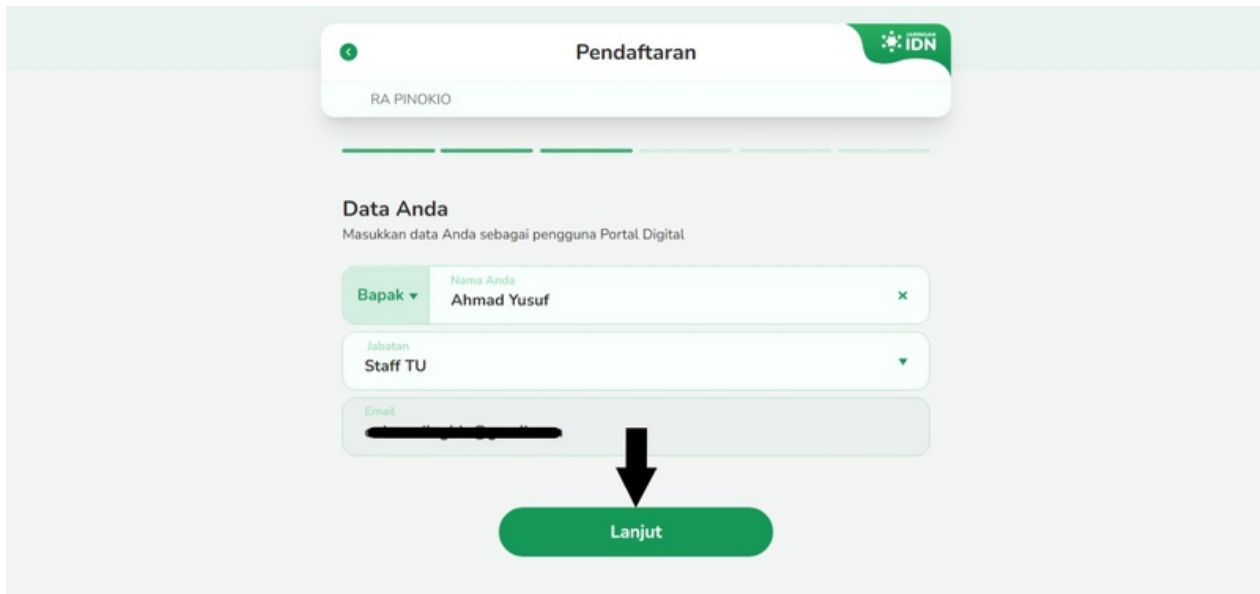 Pendaftaran
JARINGAN
IDN
RA PINOKIO
Data Anda
Masukkan data Anda sebagai pengguna Portal Digital
Bapak
Nama Anda
Ahmad Yusuf
Jabatan
Staff TU
Email
Lanjut